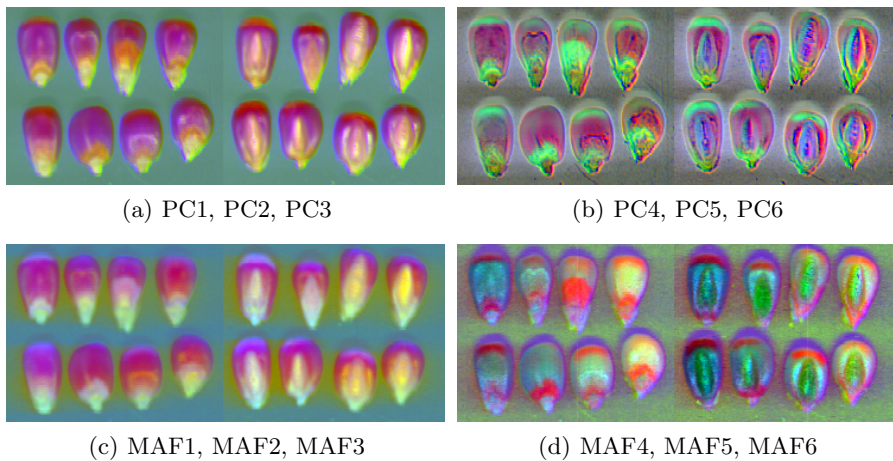 (a) PC1, PC2, PC3
(b) PC4, PC5, PC6
(c) MAF1, MAF2, MAF3
(d) MAF4, MAF5, MAF6